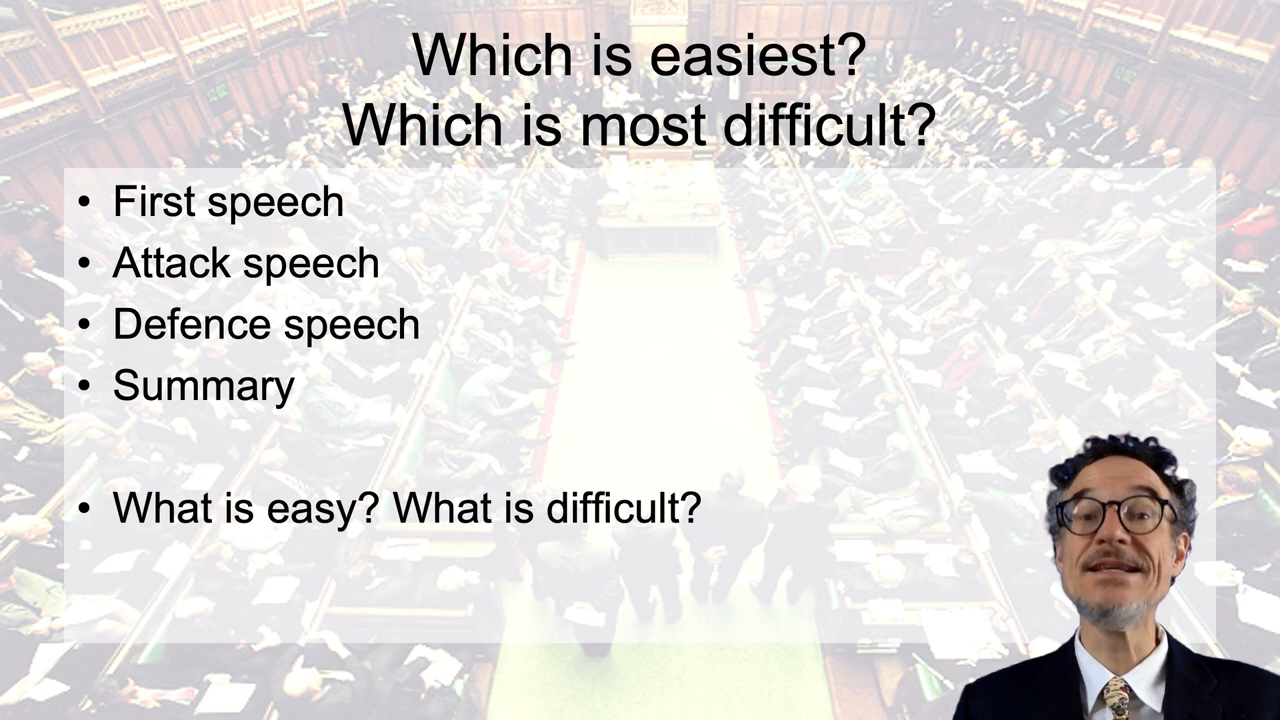 Which is easiest?
Which is most difficult?
• First speech
• Attack speech
• Defence speech
• Summary
• What is easy? What is difficult?